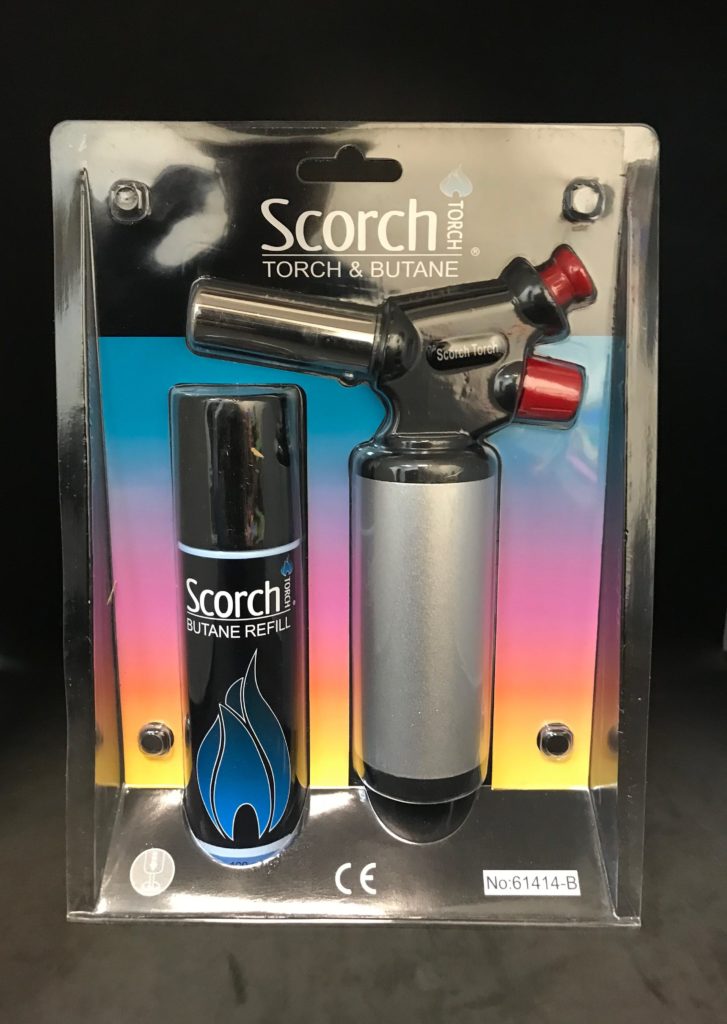 Scorch TORCH ®
TORCH & BUTANE
Scorch Torch
Scorch TORCH
BUTANE REFILL
CE
No:61414-B